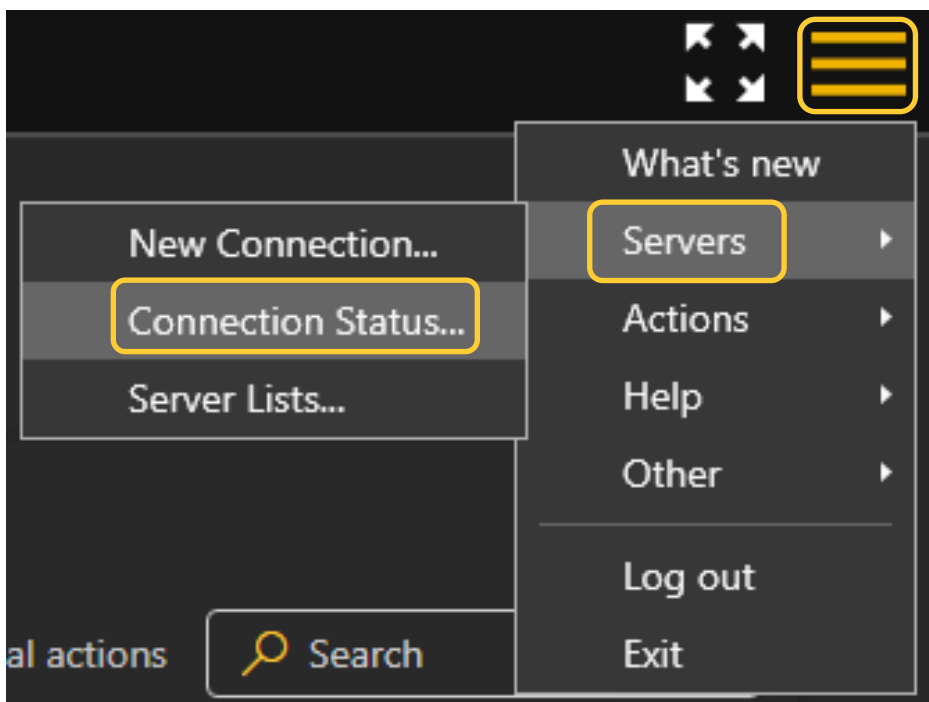 What's new
Servers
New Connection...
Connection Status...
Server Lists...
Actions
Help
Other
Log out
Exit
al actions
Search